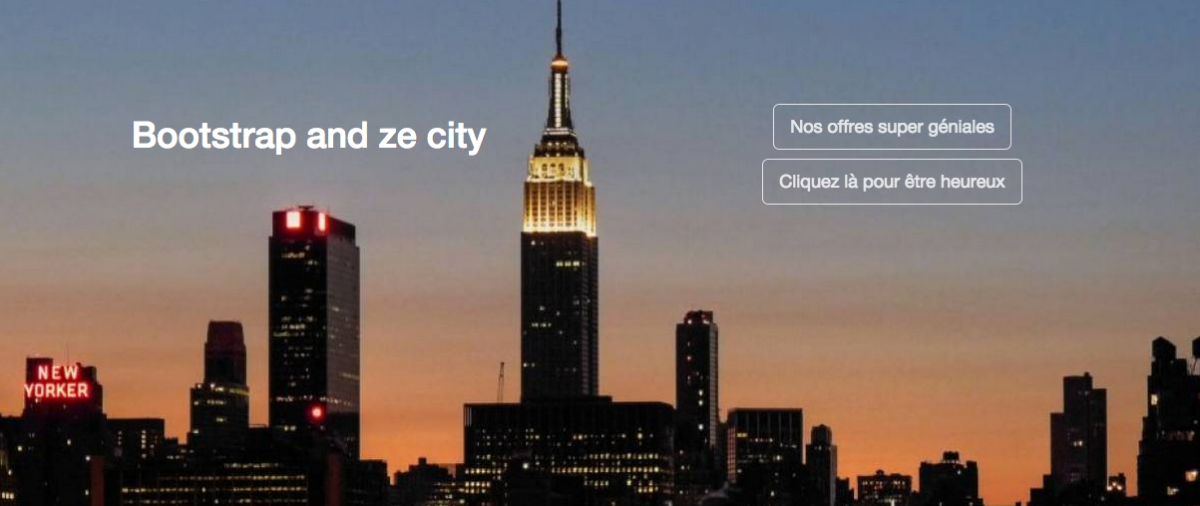 Bootstrap and ze city
Nos offres super géniales
Cliquez là pour être heureux
NEW
YORKER